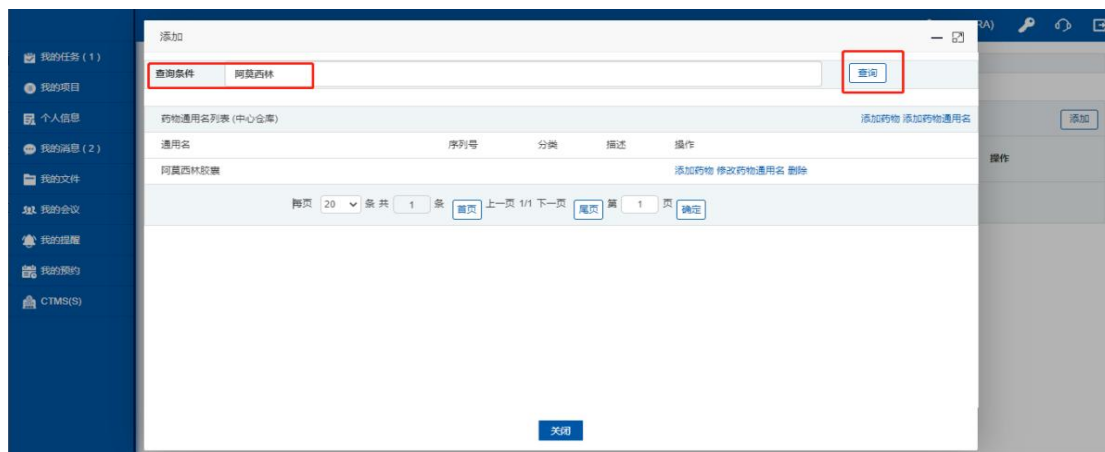 RA)
添加
我的任务 ( 1 )
查询条件 阿莫西林 查询
我的项目
个人信息
药物通用名列表 (中心仓库) 添加药物 添加药物通用名
添加
我的消息 ( 2 )
通用名 序列号 分类 描述 操作
操作
我的文件
阿莫西林胶囊 添加药物 修改药物通用名 删除
我的会议
每页 20 条 共 1 条 首页 上一页 1/1 下一页 尾页 第 1 页 确定
我的提醒
我的预约
CTMS(S)
关闭